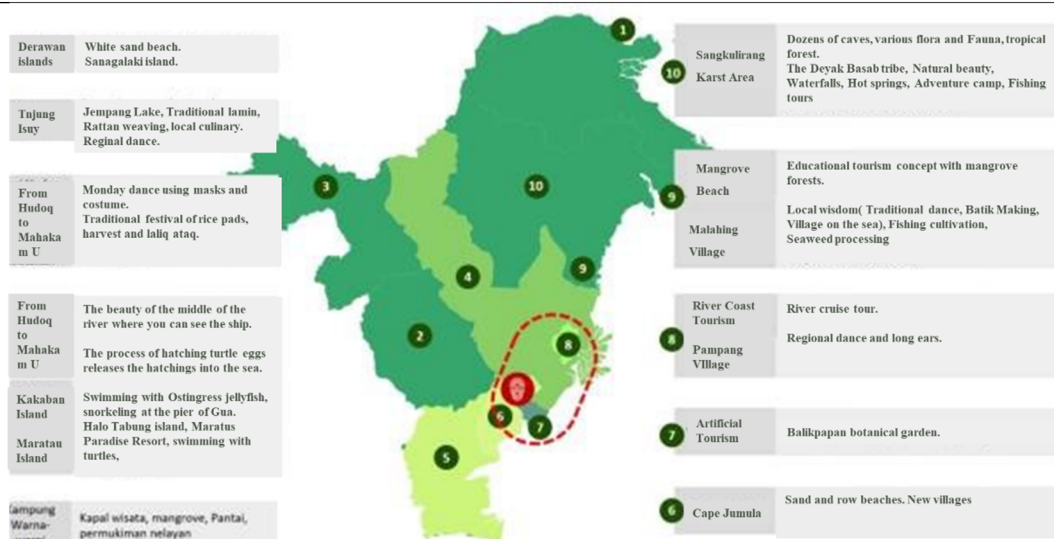 Derawan islands
White sand beach.
Sanagalaki island.
Tnjung Isuy
Jempang Lake, Traditional lamin,
Rattan weaving, local culinary.
Reginal dance.
From
Hudoq
to
Mahaka
m U
Monday dance using masks and
costume.
Traditional festival of rice pads,
harvest and laliq ataq.
From
Hudoq
to
Mahaka
m U
The beauty of the middle of the
river where you can see the ship.
The process of hatching turtle eggs
releases the hatchings into the sea.
Kakaban
Island
Maratau
Island
Swimming with Ostingress jellyfish,
snorkeling at the pier of Gua.
Halo Tabung island, Maratus
Paradise Resort, swimming with
turtles,
Kampung
Warna-
Kapal wisata, mangrove, Pantai,
permukiman nelayan
1
3
10
4
9
2
8
6
7
5
10
Sangkulirang
Karst Area
Dozens of caves, various flora and Fauna, tropical
forest.
The Deyak Basab tribe, Natural beauty,
Waterfalls, Hot springs, Adventure camp, Fishing
tours
9
Mangrove
Beach
Malahing
Village
Educational tourism concept with mangrove
forests.
Local wisdom( Traditional dance, Batik Making,
Village on the sea), Fishing cultivation,
Seaweed processing
8
River Coast
Tourism
Pampang
VIllage
River cruise tour.
Regional dance and long ears.
7
Artificial
Tourism
Balikpapan botanical garden.
6
Cape Jumula
Sand and row beaches. New villages